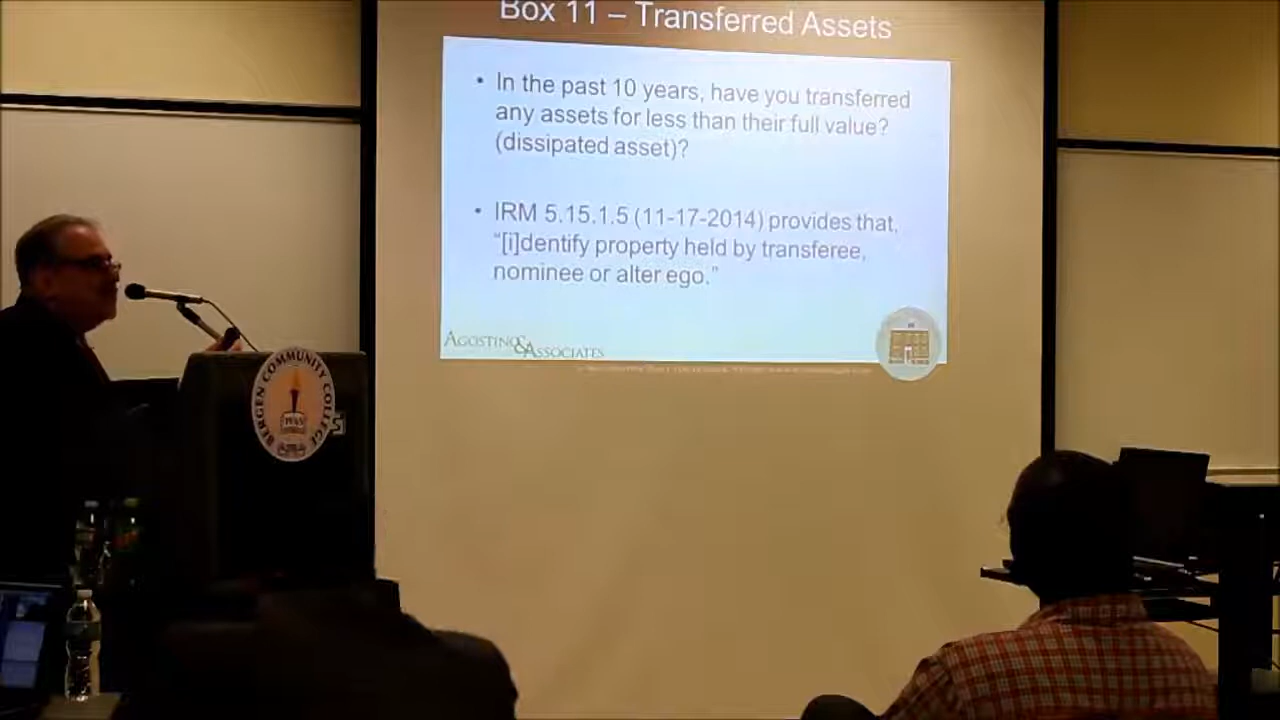 Box 11 – Transferred Assets
• In the past 10 years, have you transferred
any assets for less than their full value?
(dissipated asset)?
• IRM 5.15.1.5 (11-17-2014) provides that,
“[i]dentify property held by transferee,
nominee or alter ego.”
AGOSTINO & ASSOCIATES
BERGEN COMMUNITY COLLEGE